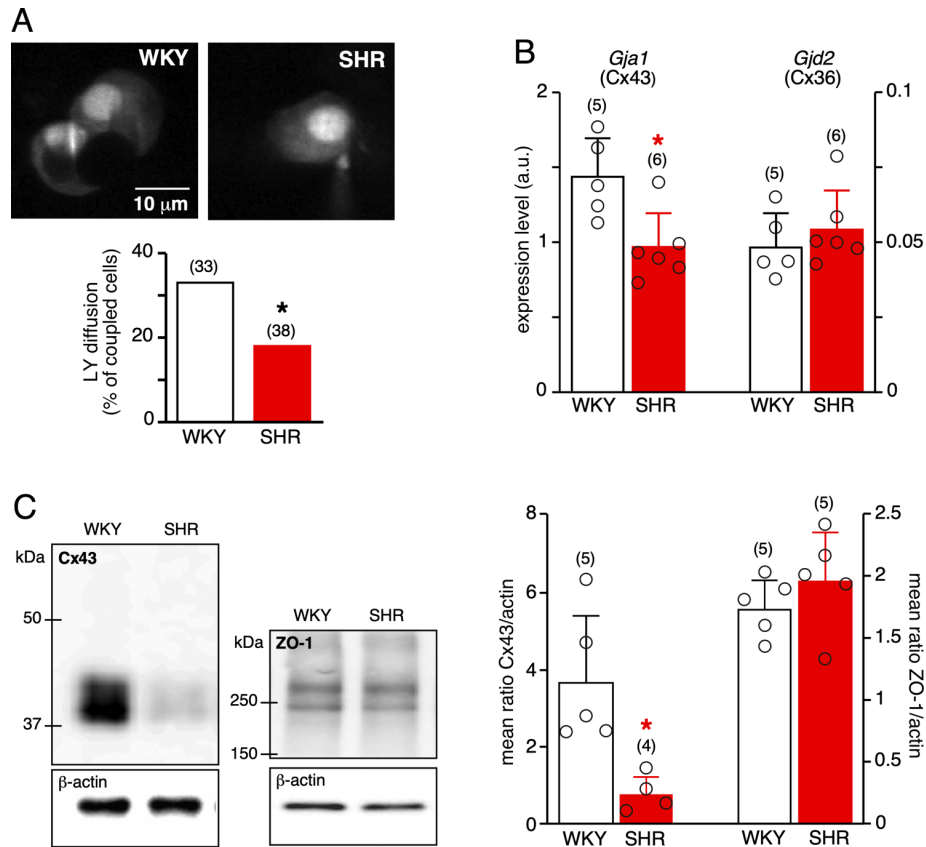 A
WKY
SHR
10 μm
LY diffusion
(% of coupled cells)
40
20
0
(33)
*
(38)
WKY
SHR
B
Gja1
(Cx43)
Gjd2
(Cx36)
expression level (a.u.)
2
1
0
(5)
*
(6)
(5)
(6)
0.1
0.05
0
WKY
SHR
WKY
SHR
C
WKY
SHR
kDa
Cx43
50
37
β-actin
WKY
SHR
kDa
ZO-1
250
150
β-actin
mean ratio Cx43/actin
8
6
4
2
0
(5)
*
(4)
(5)
(5)
2.5
2
1.5
1
0.5
0
mean ratio ZO-1/actin
WKY
SHR
WKY
SHR